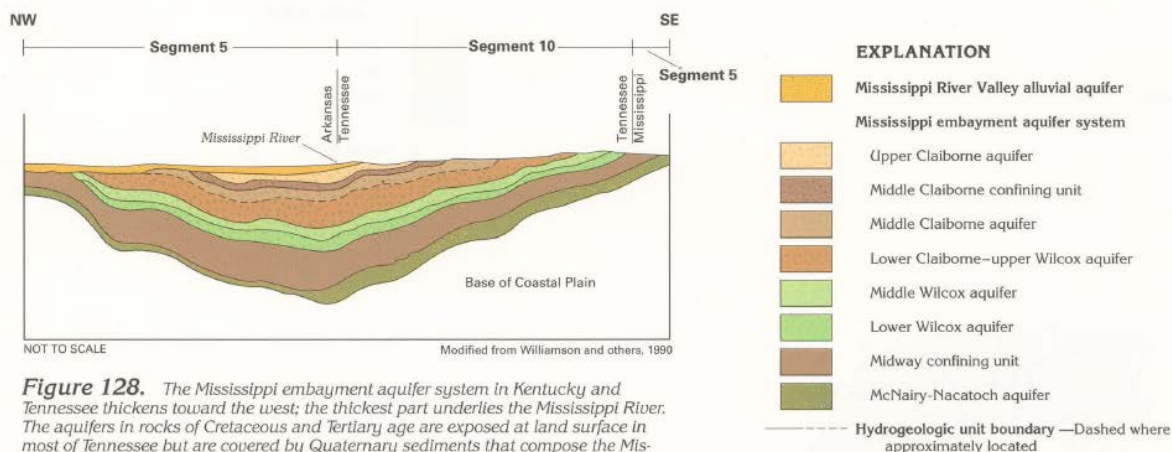 NW
SE
Segment 5
Segment 10
Segment 5
Arkansas
Tennessee
Tennessee
Mississippi
Mississippi River
Base of Coastal Plain
NOT TO SCALE
Modified from Williamson and others, 1990
Figure 128. The Mississippi embayment aquifer system in Kentucky and
Tennessee thickens toward the west; the thickest part underlies the Mississippi River.
The aquifers in rocks of Cretaceous and Tertiary age are exposed at land surface in
most of Tennessee but are covered by Quaternary sediments that compose the Mis-
EXPLANATION
Mississippi River Valley alluvial aquifer
Mississippi embayment aquifer system
Upper Claiborne aquifer
Middle Claiborne confining unit
Middle Claiborne aquifer
Lower Claiborne–upper Wilcox aquifer
Middle Wilcox aquifer
Lower Wilcox aquifer
Midway confining unit
McNairy-Nacatoch aquifer
Hydrogeologic unit boundary —Dashed where
approximately located